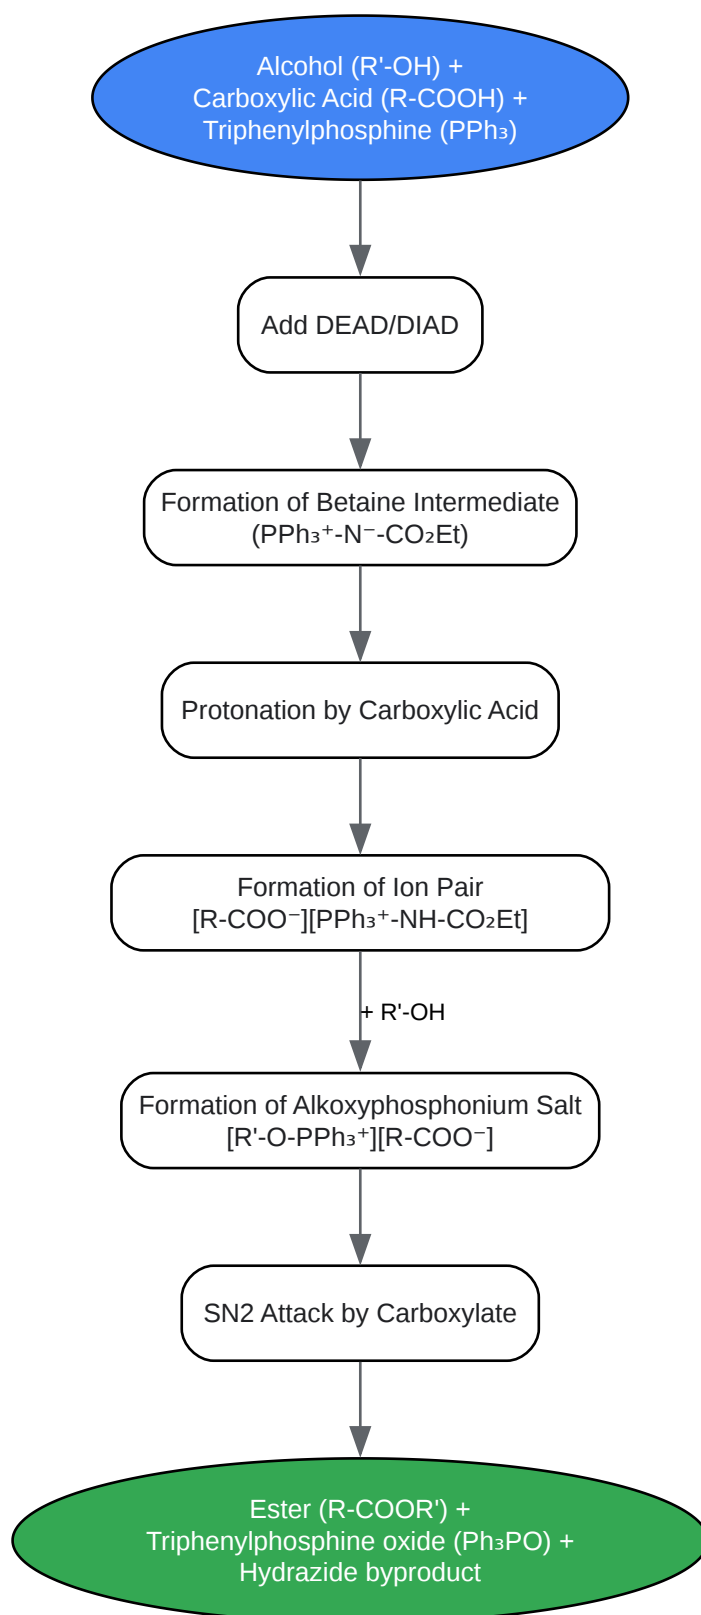 Alcohol (R'-OH) +
Carboxylic Acid (R-COOH) +
Triphenylphosphine (PPh₃)
Add DEAD/DIAD
Formation of Betaine Intermediate
(PPh₃⁺-N⁻-CO₂Et)
Protonation by Carboxylic Acid
Formation of Ion Pair
[R-COO⁻][PPh₃⁺-NH-CO₂Et]
+ R'-OH
Formation of Alkoxyphosphonium Salt
[R'-O-PPh₃⁺][R-COO⁻]
SN2 Attack by Carboxylate
Ester (R-COOR') +
Triphenylphosphine oxide (Ph₃PO) +
Hydrazide byproduct